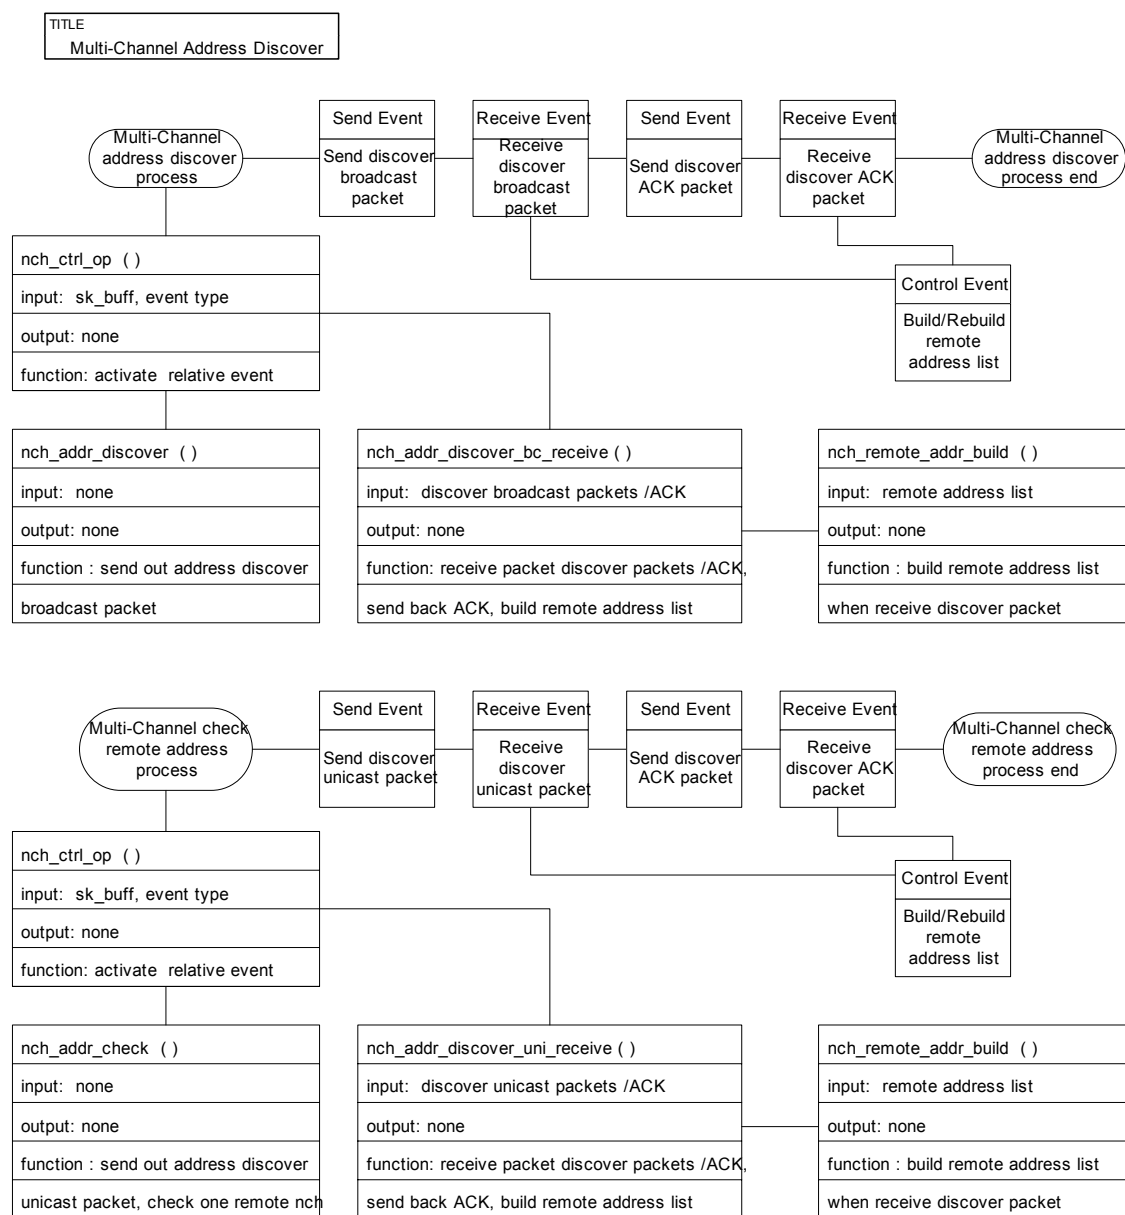 TITLE
Multi-Channel Address Discover
Multi-Channel
address discover
process
Send Event
Send discover
broadcast
packet
Receive Event
Receive
discover
broadcast
packet
Send Event
Send discover
ACK packet
Receive Event
Receive
discover ACK
packet
Multi-Channel
address discover
process end
Control Event
Build/Rebuild
remote
address list
nch_ctrl_op ( )
input: sk_buff, event type
output: none
function: activate relative event
nch_addr_discover ( )
input: none
output: none
function : send out address discover
broadcast packet
nch_addr_discover_bc_receive ( )
input: discover broadcast packets /ACK
output: none
function: receive packet discover packets /ACK,
send back ACK, build remote address list
nch_remote_addr_build ( )
input: remote address list
output: none
function : build remote address list
when receive discover packet
Multi-Channel check
remote address
process
Send Event
Send discover
unicast packet
Receive Event
Receive
discover
unicast packet
Send Event
Send discover
ACK packet
Receive Event
Receive
discover ACK
packet
Multi-Channel check
remote address
process end
Control Event
Build/Rebuild
remote
address list
nch_ctrl_op ( )
input: sk_buff, event type
output: none
function: activate relative event
nch_addr_check ( )
input: none
output: none
function : send out address discover
unicast packet, check one remote nch
nch_addr_discover_uni_receive ( )
input: discover unicast packets /ACK
output: none
function: receive packet discover packets /ACK,
send back ACK, build remote address list
nch_remote_addr_build ( )
input: remote address list
output: none
function : build remote address list
when receive discover packet